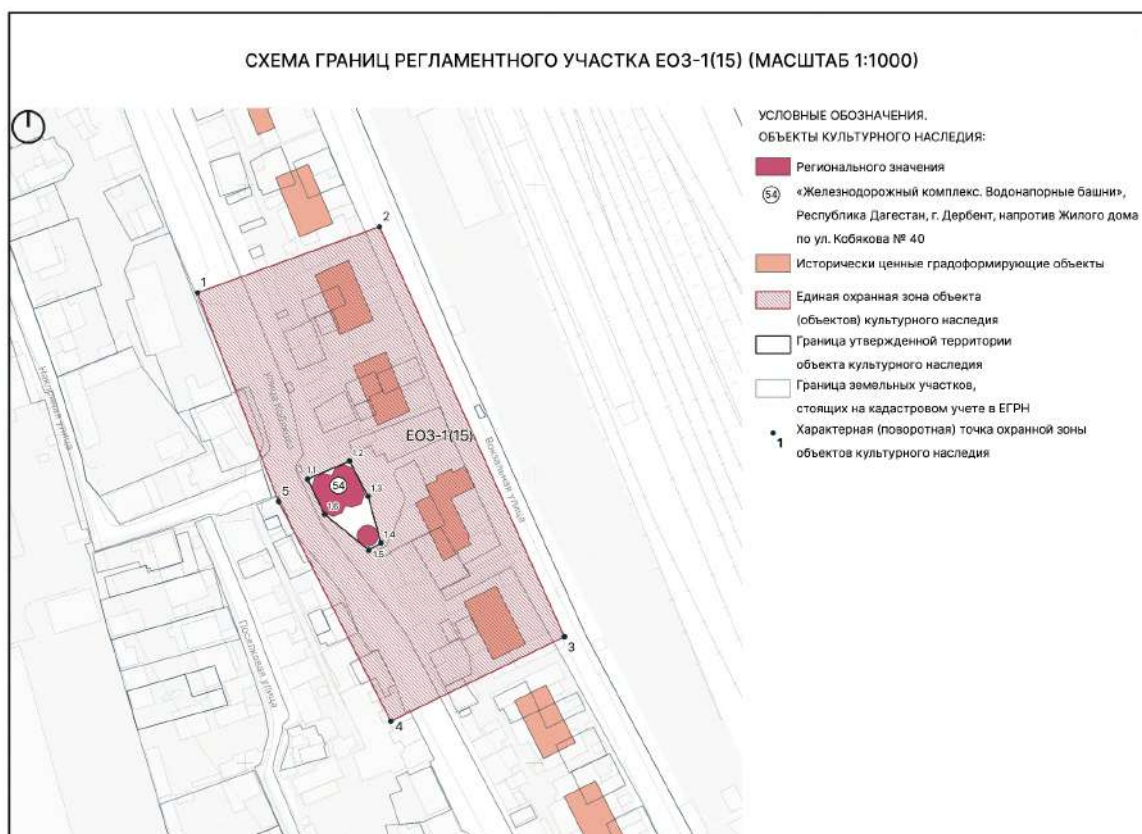 СХЕМА ГРАНИЦ РЕГЛАМЕНТНОГО УЧАСТКА ЕОЗ-1(15) (МАСШТАБ 1:1000)
УСЛОВНЫЕ ОБОЗНАЧЕНИЯ.
ОБЪЕКТЫ КУЛЬТУРНОГО НАСЛЕДИЯ:
Регионального значения
54 «Железнодорожный комплекс. Водонапорные башни»,
Республика Дагестан, г. Дербент, напротив Жилого дома
по ул. Кобякова № 40
Исторически ценные градоформирующие объекты
Единая охранная зона объекта
(объектов) культурного наследия
Граница утвержденной территории
объекта культурного наследия
Граница земельных участков,
стоящих на кадастровом учете в ЕГРН
1 Характерная (поворотная) точка охранной зоны
объектов культурного наследия
2
1
ЕОЗ-1(15)
1.2
1.1
54
1.3
5
1.6
1.4
1.5
3
4
Вокзальная улица
Поселковая улица